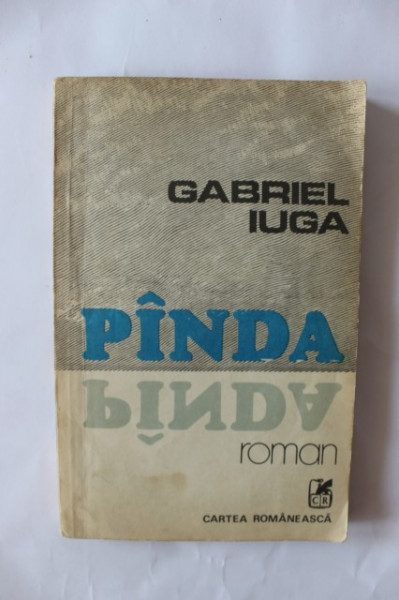 GABRIEL
IUGA
PÎNDA
PÎNDA
roman
CR
CARTEA ROMÂNEASCĂ